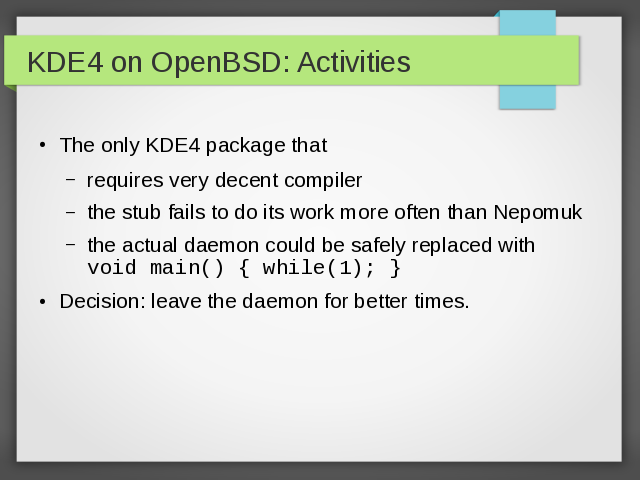 KDE4 on OpenBSD: Activities
• The only KDE4 package that
– requires very decent compiler
– the stub fails to do its work more often than Nepomuk
– the actual daemon could be safely replaced with
void main() { while(1); }
• Decision: leave the daemon for better times.